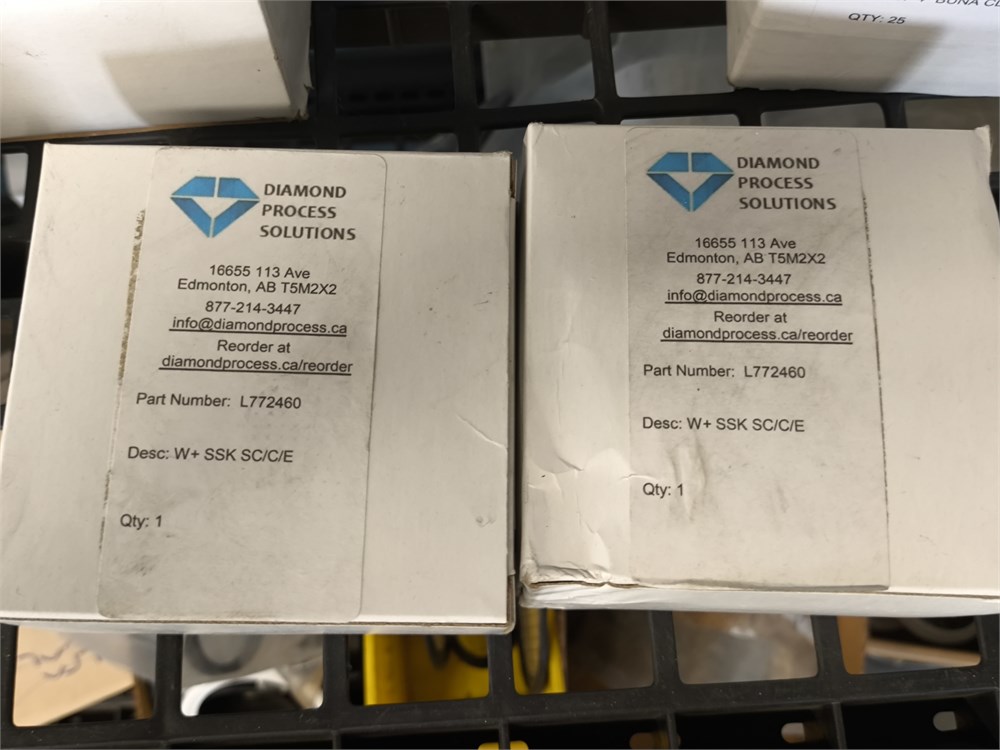 BUNA
QTY: 25
DIAMOND
PROCESS
SOLUTIONS
16655 113 Ave
Edmonton, AB T5M2X2
877-214-3447
info@diamondprocess.ca
Reorder at
diamondprocess.ca/reorder
Part Number: L772460
Desc: W+ SSK SC/C/E
Qty: 1
DIAMOND
PROCESS
SOLUTIONS
16655 113 Ave
Edmonton, AB T5M2X2
877-214-3447
info@diamondprocess.ca
Reorder at
diamondprocess.ca/reorder
Part Number: L772460
Desc: W+ SSK SC/C/E
Qty: 1